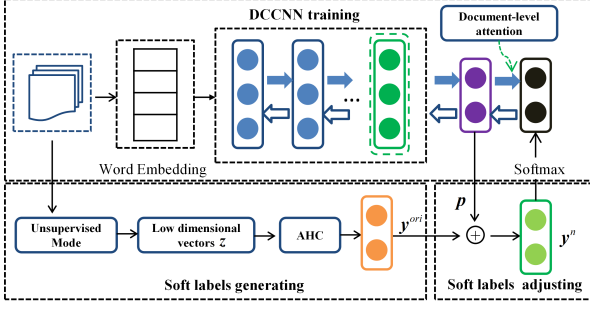 DCCNN training
Document-level
attention
...
Word Embedding
Softmax
Unsupervised
Mode
Low dimensional
vectors z
AHC
y^{ori}
p
+
y^n
Soft labels generating
Soft labels adjusting